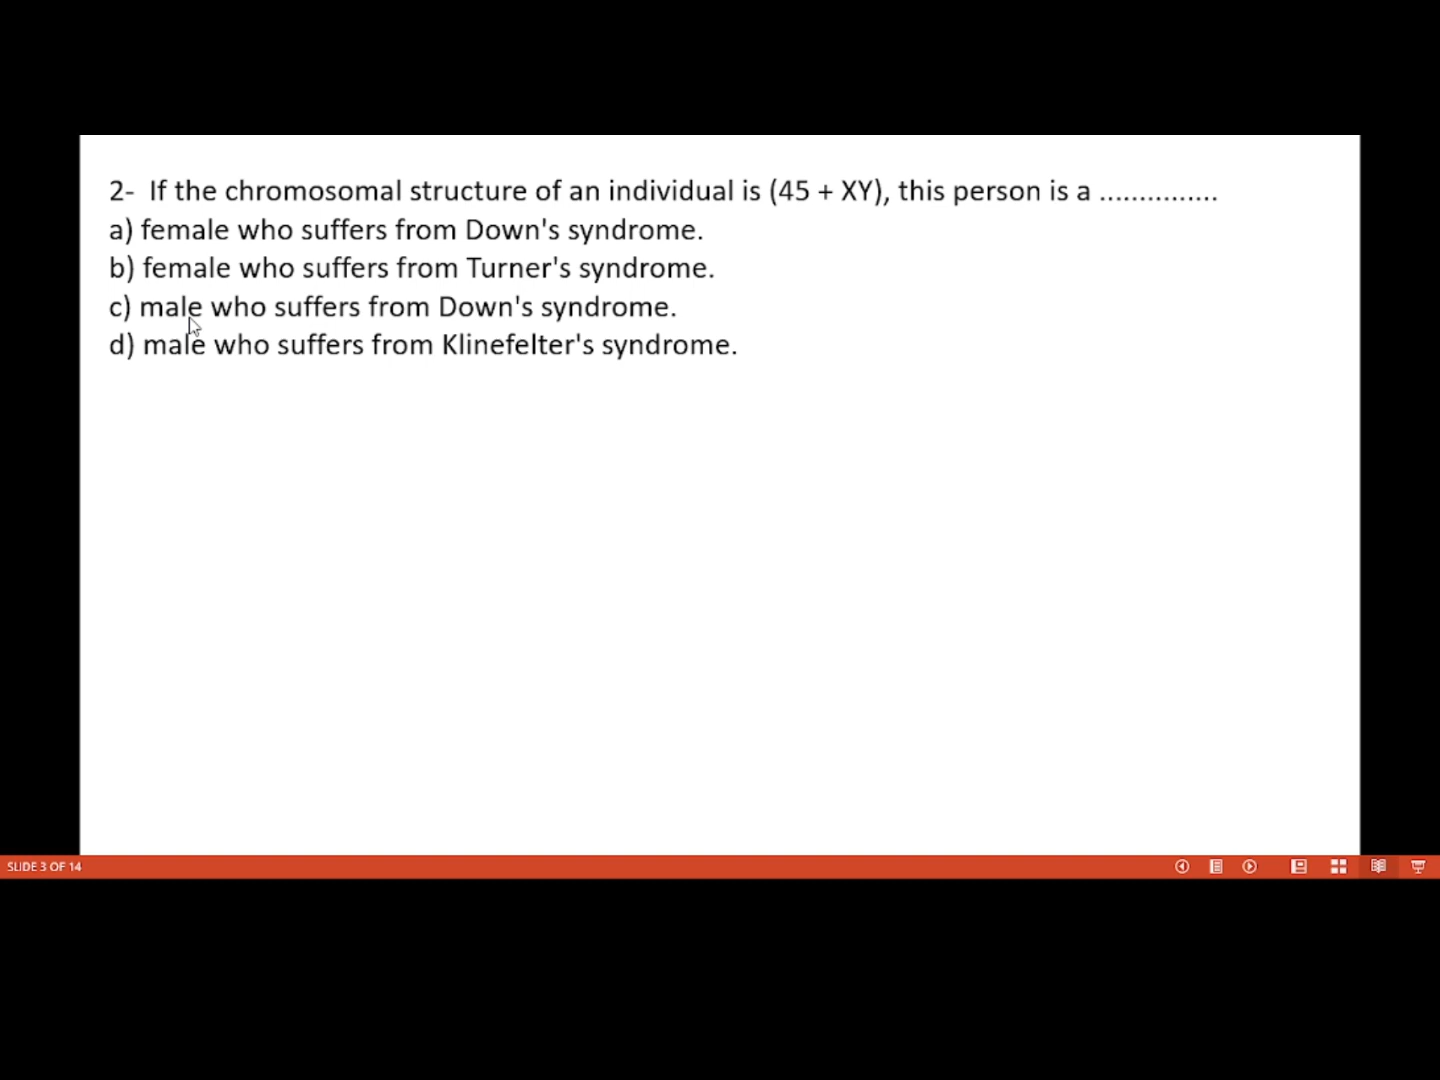 2-  If the chromosomal structure of an individual is (45 + XY), this person is a ...............
a) female who suffers from Down's syndrome.
b) female who suffers from Turner's syndrome.
c) male who suffers from Down's syndrome.
d) male who suffers from Klinefelter's syndrome.
SLIDE 3 OF 14